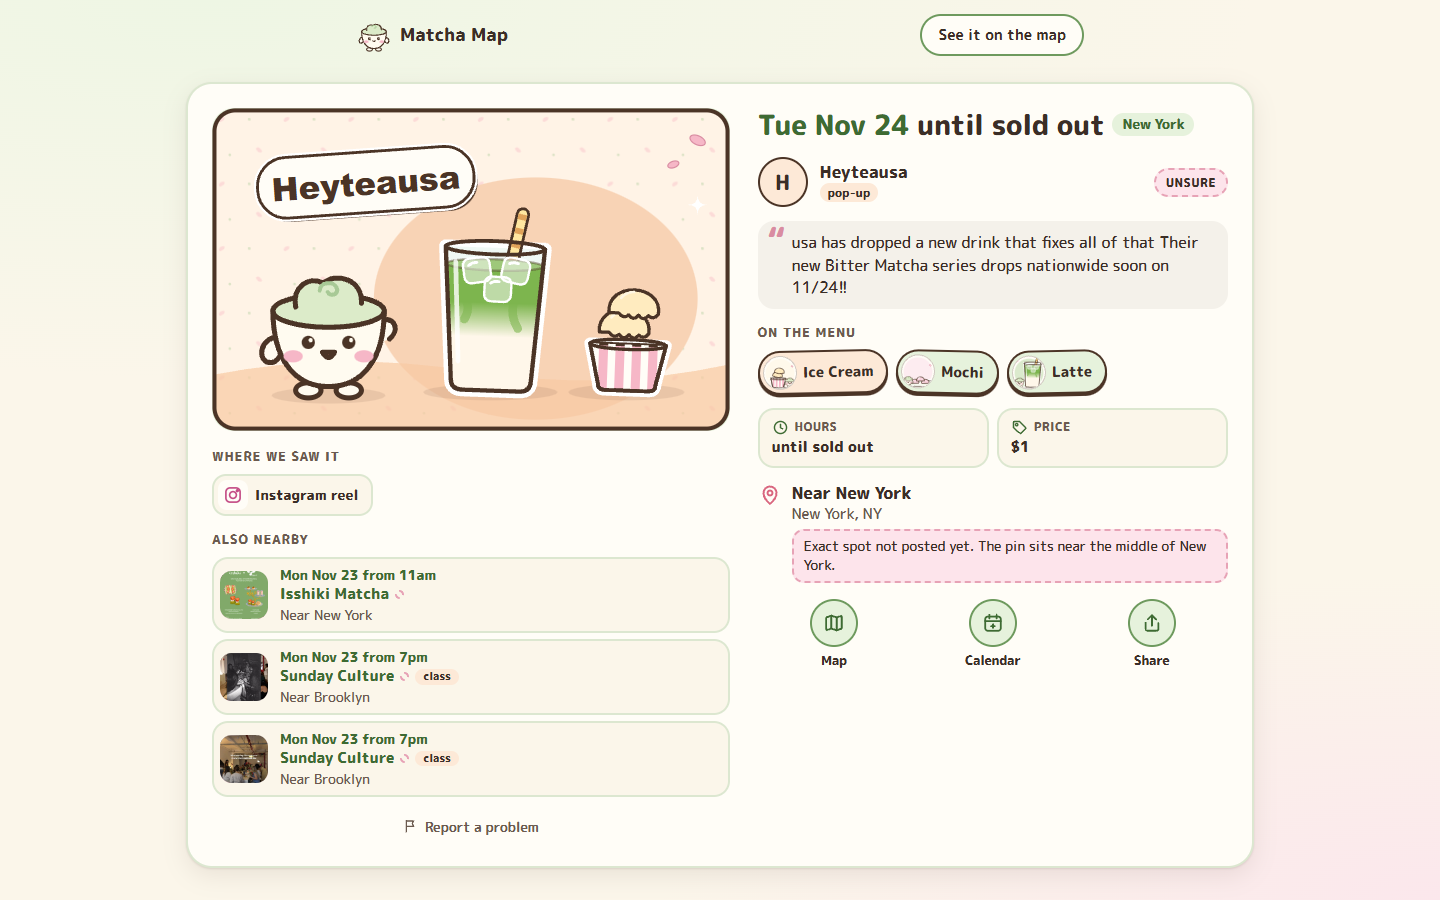 Matcha Map
See it on the map
Heyteausa
WHERE WE SAW IT
Instagram reel
ALSO NEARBY
Mon Nov 23 from 11am
Isshiki Matcha
Near New York
Mon Nov 23 from 7pm
Sunday Culture class
Near Brooklyn
Mon Nov 23 from 7pm
Sunday Culture class
Near Brooklyn
Report a problem
Tue Nov 24 until sold out New York
H
Heyteausa
pop-up
UNSURE
usa has dropped a new drink that fixes all of that Their
new Bitter Matcha series drops nationwide soon on
11/24!!
ON THE MENU
Ice Cream
Mochi
Latte
HOURS
until sold out
PRICE
$1
Near New York
New York, NY
Exact spot not posted yet. The pin sits near the middle of New
York.
Map
Calendar
Share